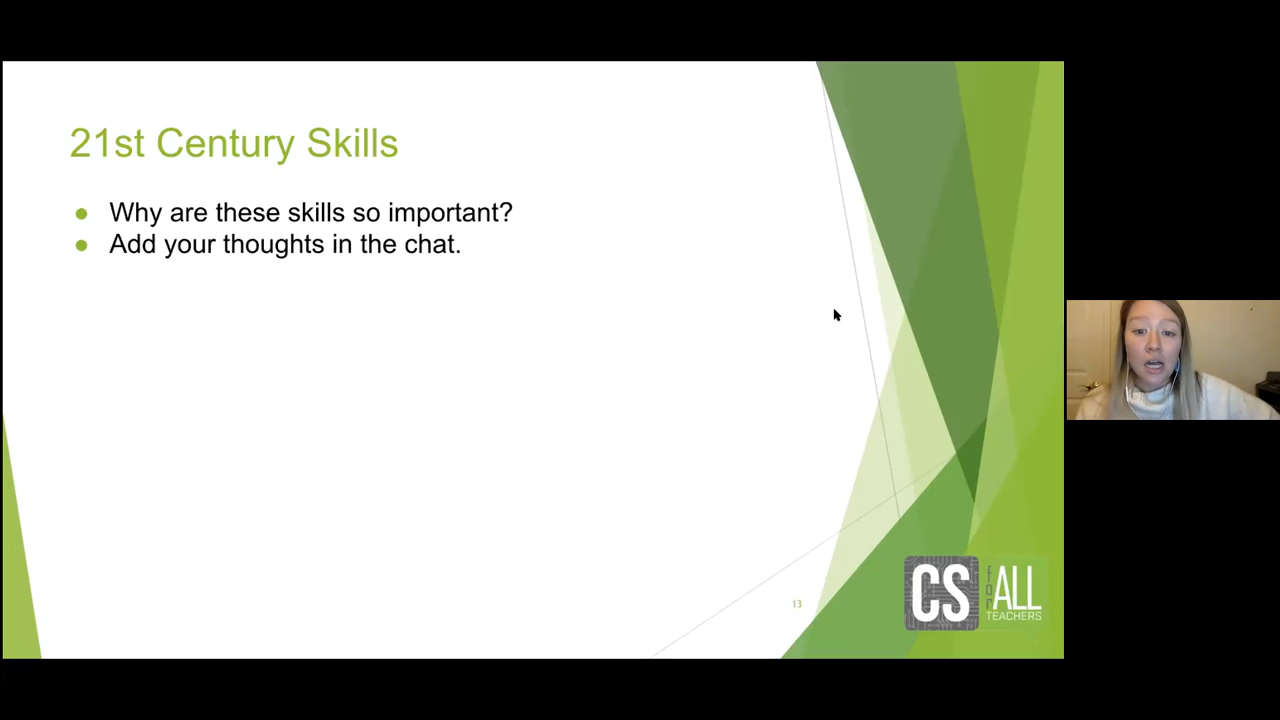 21st Century Skills
● Why are these skills so important?
● Add your thoughts in the chat.
13
CS for ALL
TEACHERS